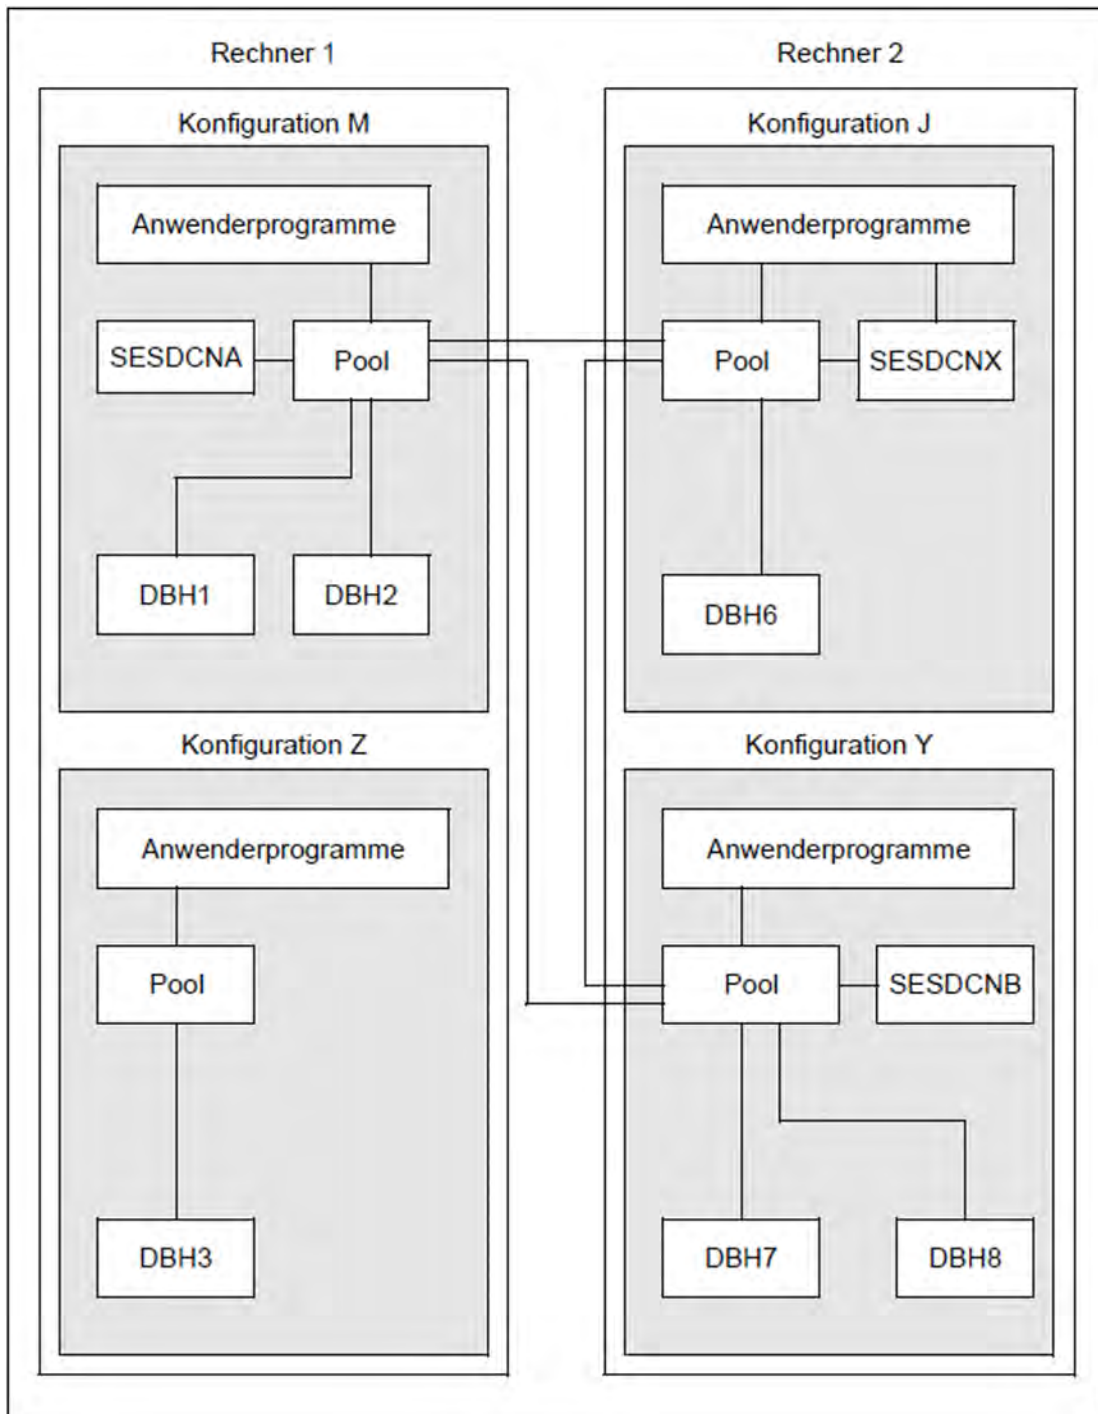 Rechner 1
Rechner 2
Konfiguration M
Konfiguration J
Anwenderprogramme
Anwenderprogramme
SESDCNA
Pool
Pool
SESDCNX
DBH1
DBH2
DBH6
Konfiguration Z
Konfiguration Y
Anwenderprogramme
Anwenderprogramme
Pool
Pool
SESDCNB
DBH3
DBH7
DBH8